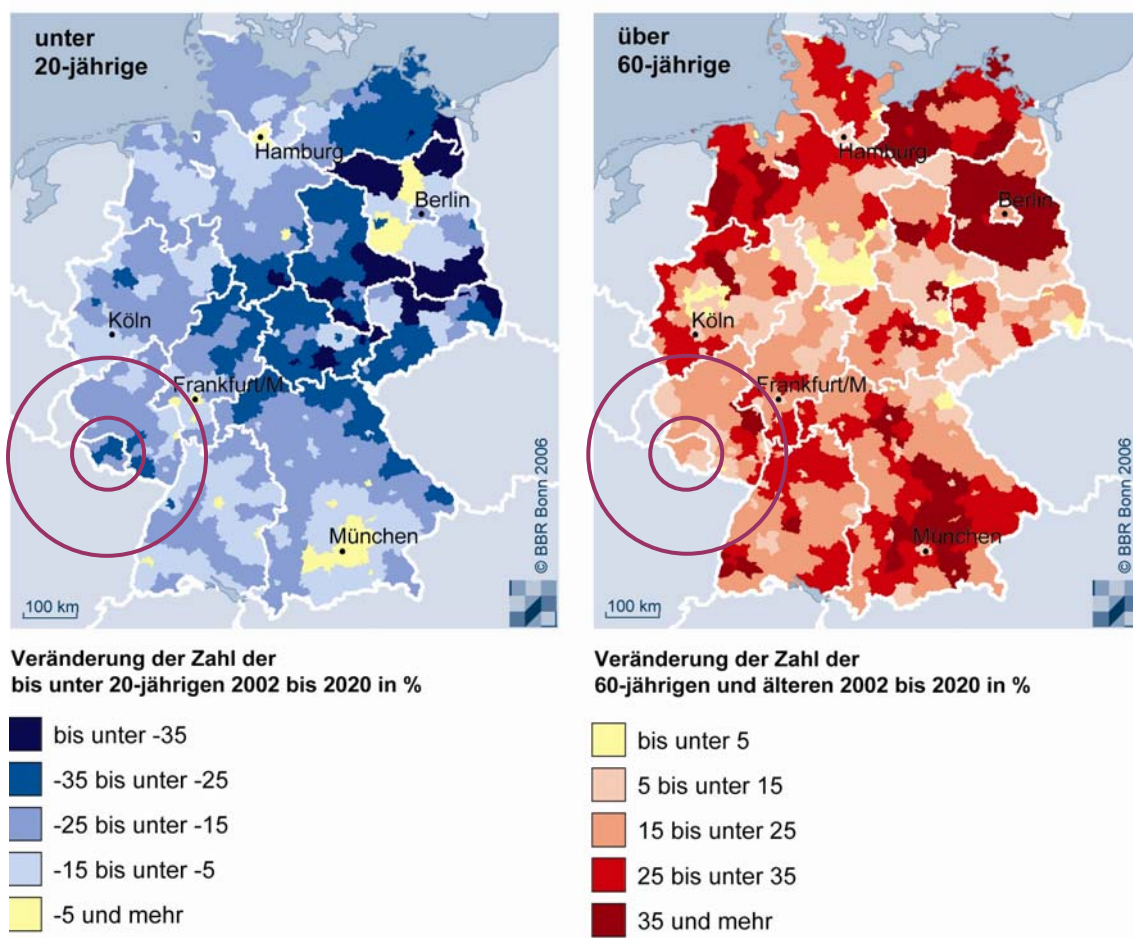 unter
20-jährige
Hamburg
Berlin
Köln
Frankfurt/M.
München
100 km
© BBR Bonn 2006
Veränderung der Zahl der
bis unter 20-jährigen 2002 bis 2020 in %
bis unter -35
-35 bis unter -25
-25 bis unter -15
-15 bis unter -5
-5 und mehr
über
60-jährige
Hamburg
Berlin
Köln
Frankfurt/M.
München
100 km
© BBR Bonn 2006
Veränderung der Zahl der
60-jährigen und älteren 2002 bis 2020 in %
bis unter 5
5 bis unter 15
15 bis unter 25
25 bis unter 35
35 und mehr